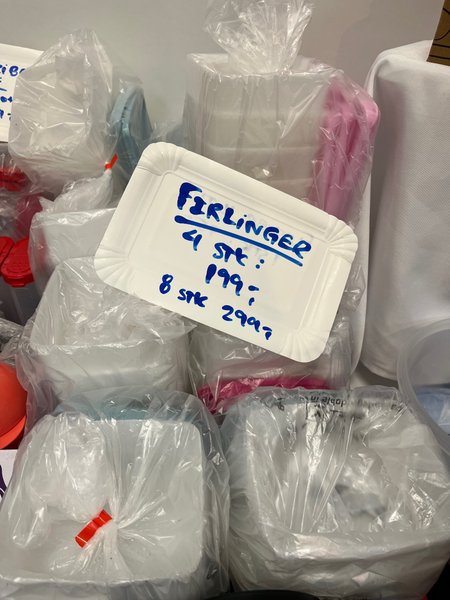 FIRLINGER
4 STK:
199,-
8 STK 299,-